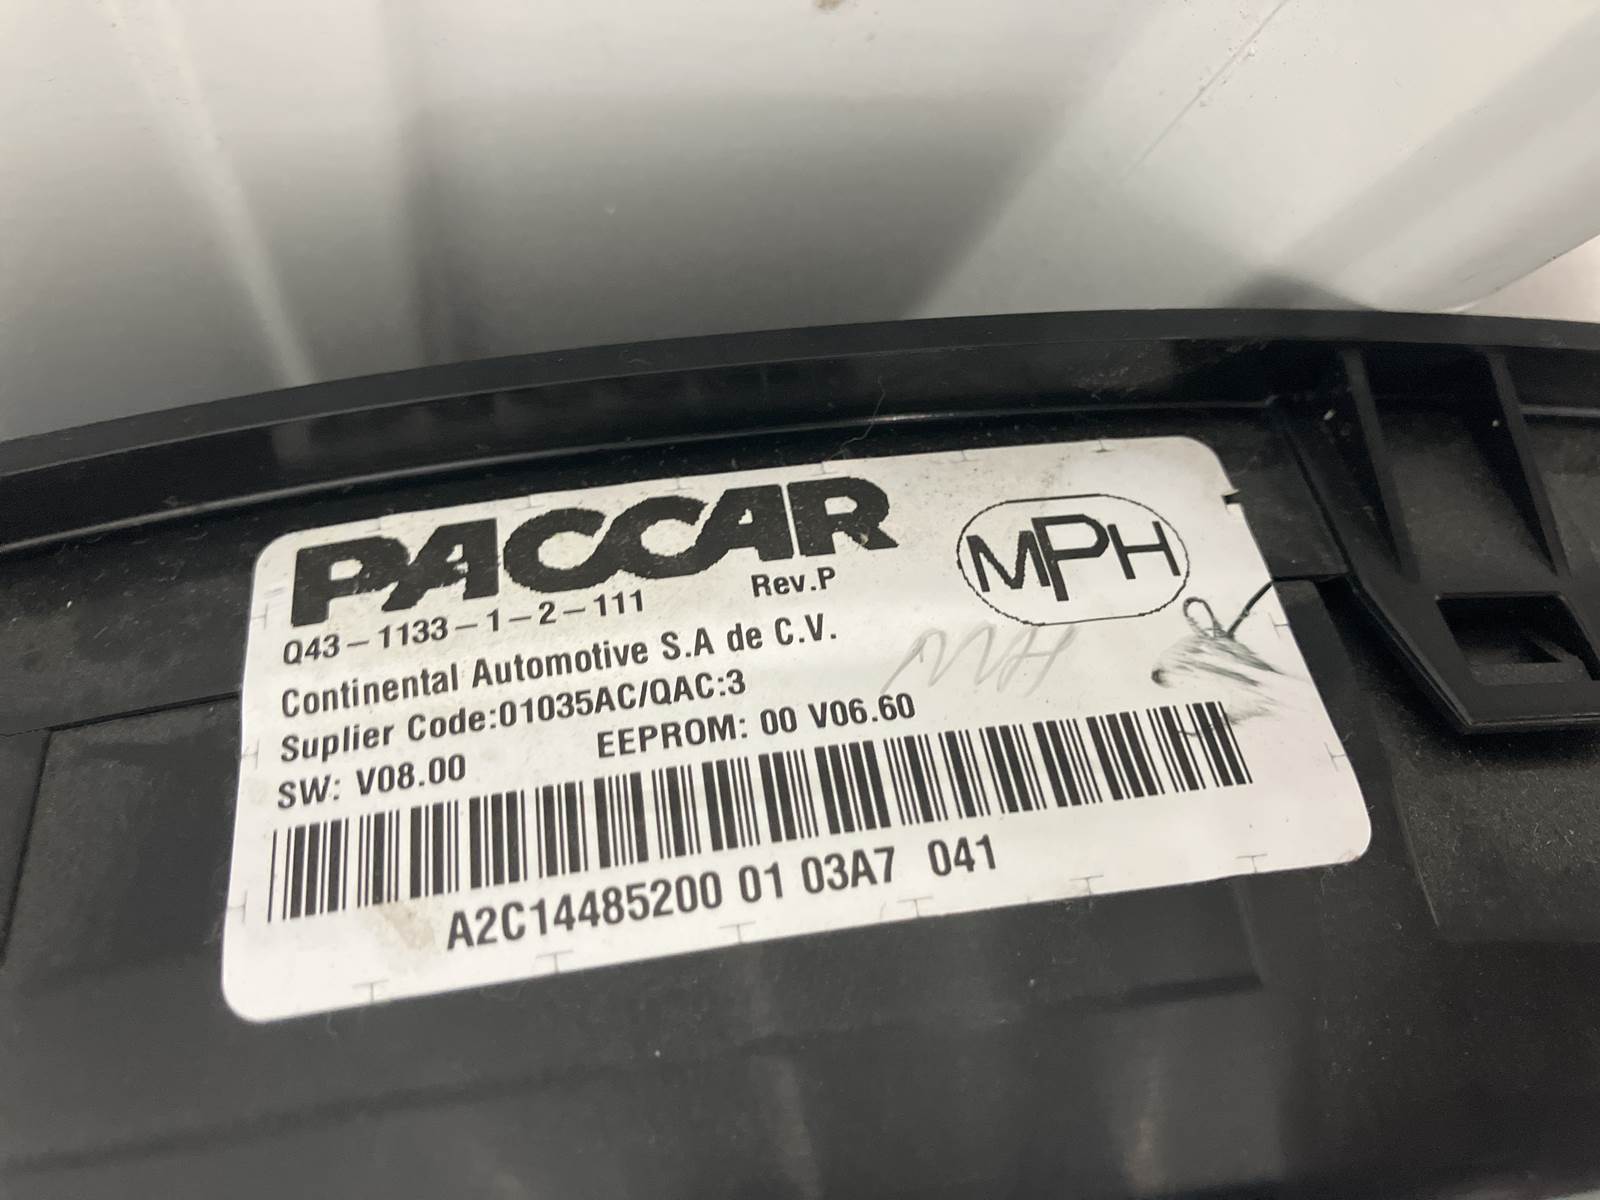 PACCAR
MPH
Q43-1133-1-2-111 Rev.P
Continental Automotive S.A de C.V.
Suplier Code:01035AC/QAC:3
SW: V08.00 EEPROM: 00 V06.60
A2C14485200 01 03A7 041